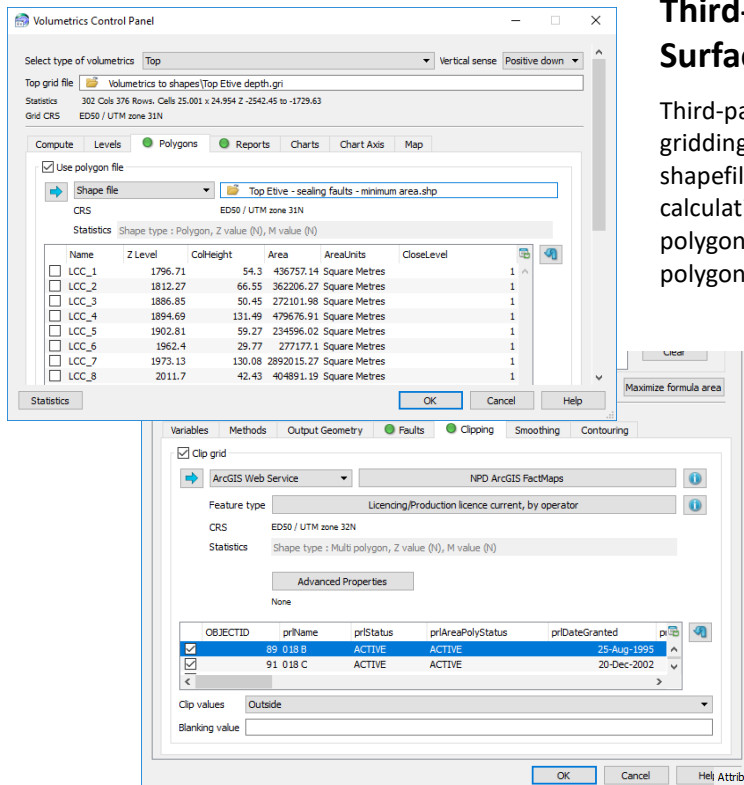 Volumetrics Control Panel
Select type of volumetrics Top Vertical sense Positive down
Top grid file Volumetrics to shapes\Top Etive depth.gri
Statistics 302 Cols 376 Rows. Cells 25.001 x 24.954 Z -2542.45 to -1729.63
Grid CRS ED50 / UTM zone 31N
Compute Levels Polygons Reports Charts Chart Axis Map
Use polygon file
Shape file Top Etive - sealing faults - minimum area.shp
CRS ED50 / UTM zone 31N
Statistics Shape type : Polygon, Z value (N), M value (N)
Name Z Level ColHeight Area AreaUnits CloseLevel
LCC_1 1796.71 54.3 436757.14 Square Metres 1
LCC_2 1812.27 66.55 362206.27 Square Metres 1
LCC_3 1886.85 50.45 272101.98 Square Metres 1
LCC_4 1894.69 131.49 479676.91 Square Metres 1
LCC_5 1902.81 59.27 234596.02 Square Metres 1
LCC_6 1962.4 29.77 277177.1 Square Metres 1
LCC_7 1973.13 130.08 2892015.27 Square Metres 1
LCC_8 2011.7 42.43 404891.19 Square Metres 1
Statistics OK Cancel Help
Third-
Surfa
Third-pa
gridding
shapefil
calculat
polygon
polygon
Clear
Maximize formula area
Variables Methods Output Geometry Faults Clipping Smoothing Contouring
Clip grid
ArcGIS Web Service NPD ArcGIS FactMaps
Feature type Licencing/Production licence current, by operator
CRS ED50 / UTM zone 32N
Statistics Shape type : Multi polygon, Z value (N), M value (N)
Advanced Properties
None
OBJECTID prlName prlStatus prlAreaPolyStatus prlDateGranted
89 018 B ACTIVE ACTIVE 25-Aug-1995
91 018 C ACTIVE ACTIVE 20-Dec-2002
Clip values Outside
Blanking value
OK Cancel Hel Attrib